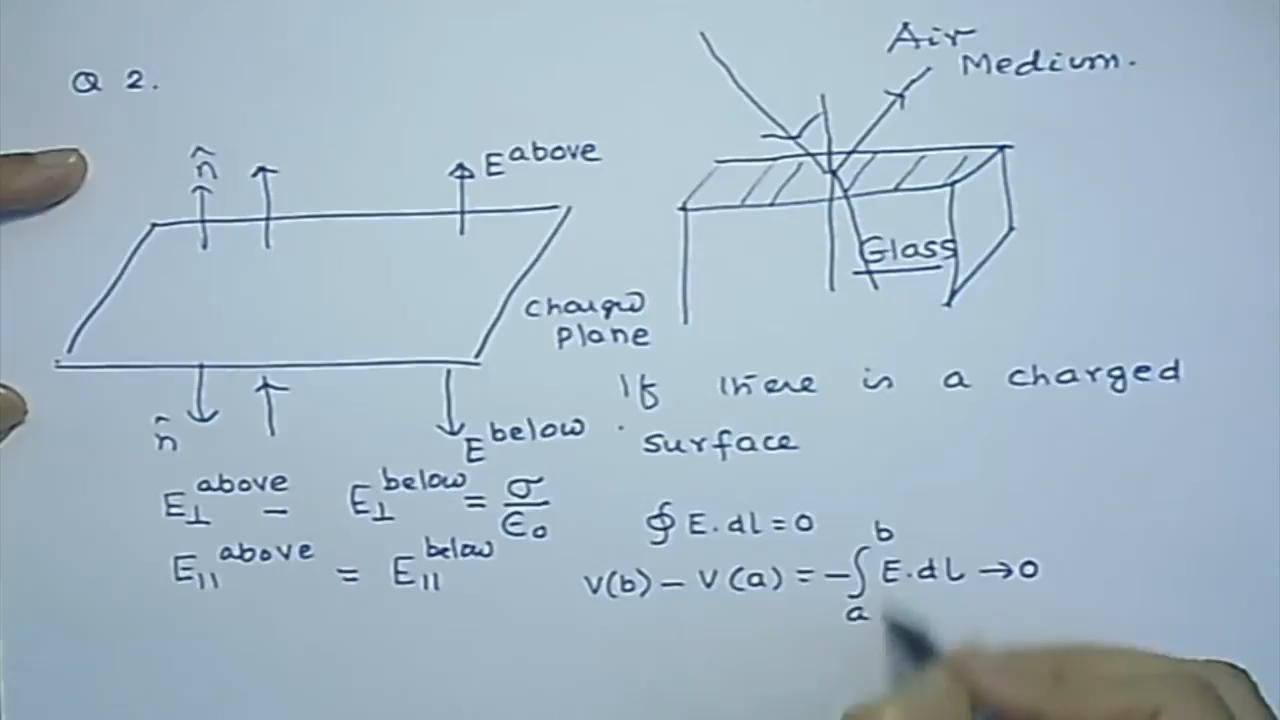 Q 2.
Air
Medium.
n̂
E^above
Glass
Charged
Plane
n̂
E^below
If there is a charged
surface
E⊥^above − E⊥^below = σ/ε₀
E∥^above = E∥^below
∮ E. dl = 0
V(b) − V(a) = −∫ₐᵇ E.dl → 0